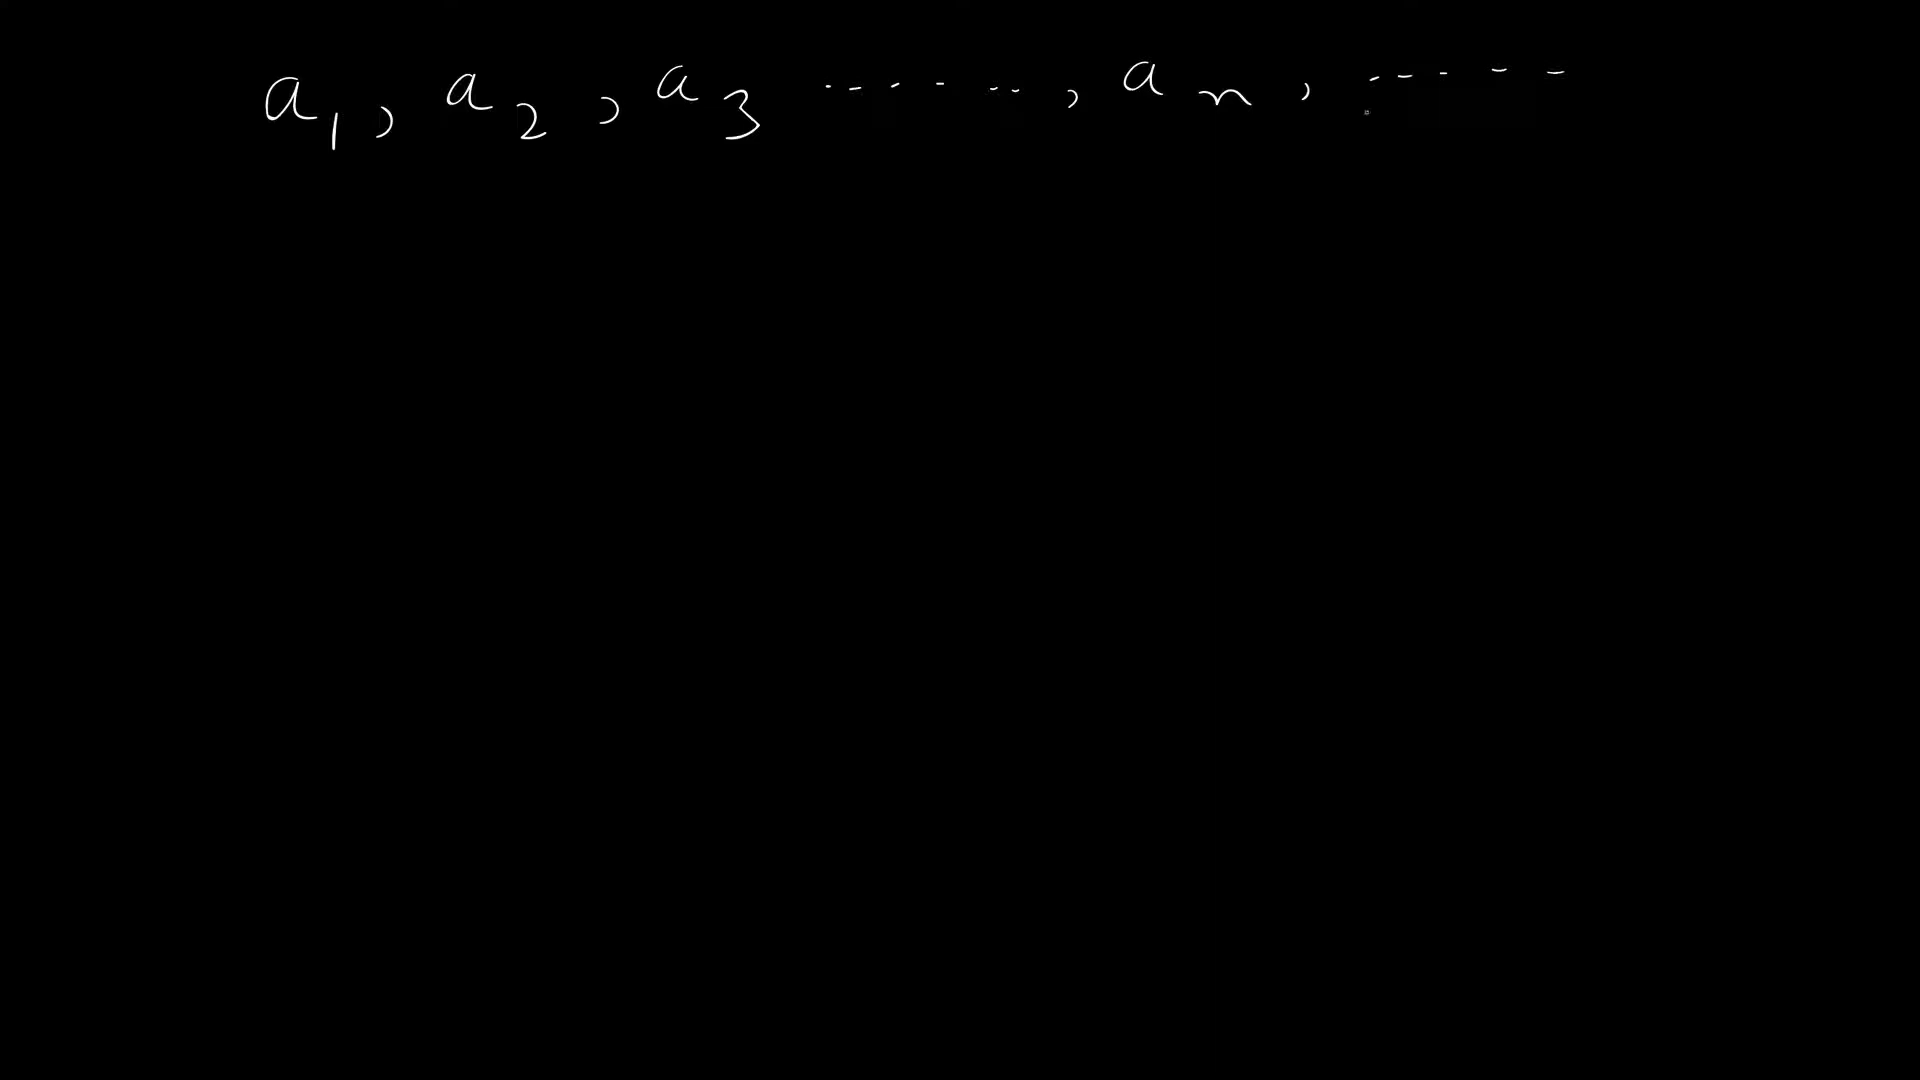 a₁, a₂, a₃ ......, aₙ, .....